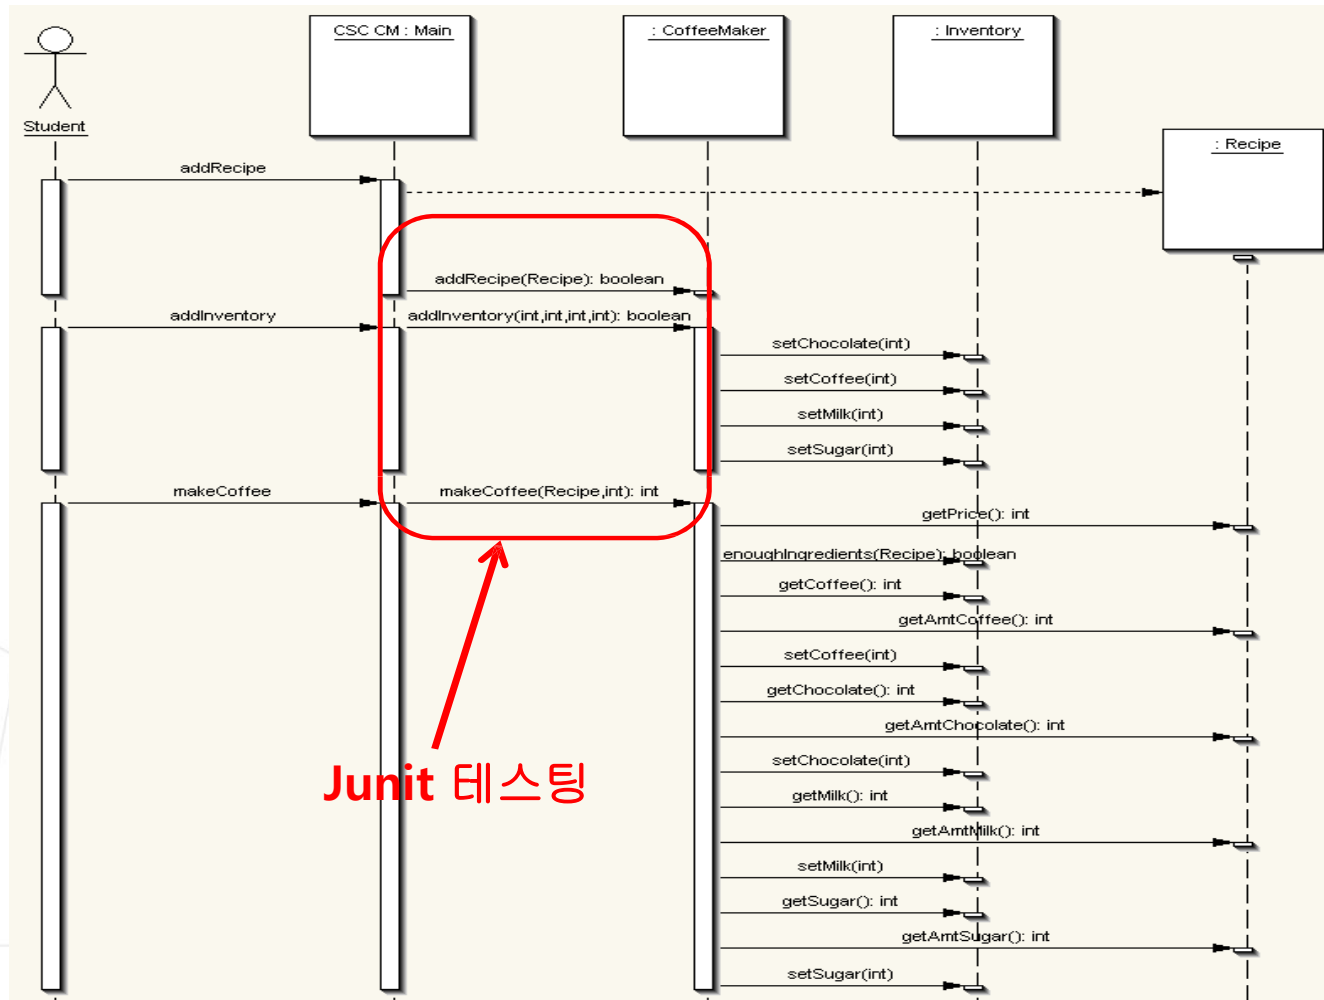 CSC CM : Main
: CoffeeMaker
: Inventory
Student
: Recipe
addRecipe
addRecipe(Recipe): boolean
addInventory
addInventory(int,int,int,int): boolean
setChocolate(int)
setCoffee(int)
setMilk(int)
setSugar(int)
makeCoffee
makeCoffee(Recipe,int): int
getPrice(): int
enoughIngredients(Recipe): boolean
getCoffee(): int
getAmtCoffee(): int
setCoffee(int)
getChocolate(): int
getAmtChocolate(): int
setChocolate(int)
Junit 테스팅
getMilk(): int
getAmtMilk(): int
setMilk(int)
getSugar(): int
getAmtSugar(): int
setSugar(int)